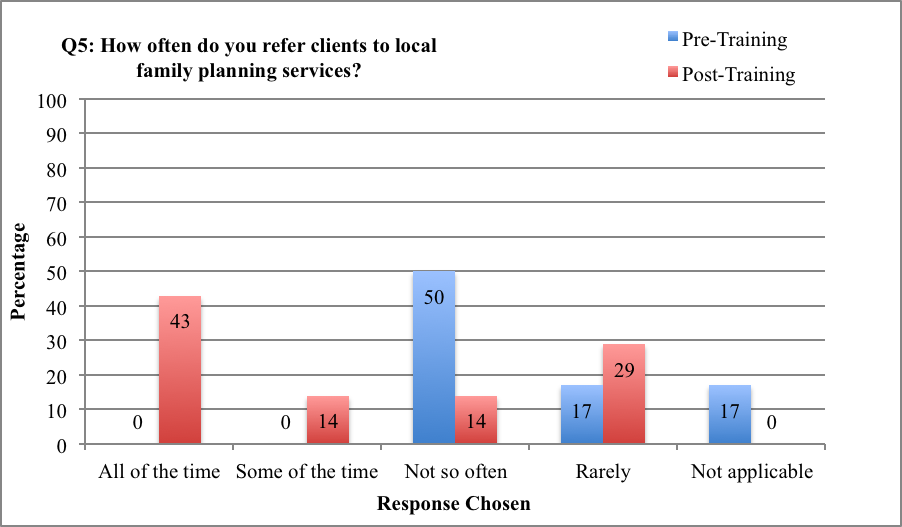 Q5: How often do you refer clients to local
family planning services?
Pre-Training
Post-Training
100
90
80
70
60
50
40
30
20
10
0
Percentage
0
43
0
14
50
14
17
29
17
0
All of the time
Some of the time
Not so often
Rarely
Not applicable
Response Chosen